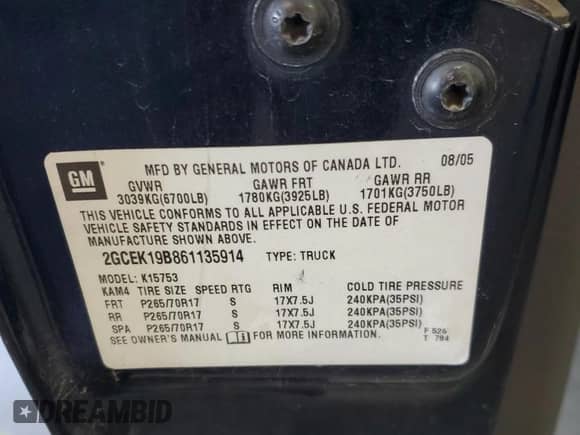 GM
MFD BY GENERAL MOTORS OF CANADA LTD. 08/05
GVWR GAWR FRT GAWR RR
3039KG(6700LB) 1780KG(3925LB) 1701KG(3750LB)
THIS VEHICLE CONFORMS TO ALL APPLICABLE U.S. FEDERAL MOTOR
VEHICLE SAFETY STANDARDS IN EFFECT ON THE DATE OF
MANUFACTURE SHOWN ABOVE.
2GCEK19B861135914 TYPE: TRUCK
MODEL: K15753
KAM4 TIRE SIZE SPEED RTG RIM COLD TIRE PRESSURE
FRT P265/70R17 S 17X7.5J 240KPA(35PSI)
RR P265/70R17 S 17X7.5J 240KPA(35PSI)
SPA P265/70R17 S 17X7.5J 240KPA(35PSI)
SEE OWNER'S MANUAL FOR MORE INFORMATION.
F 526
T 784
DREAMBID